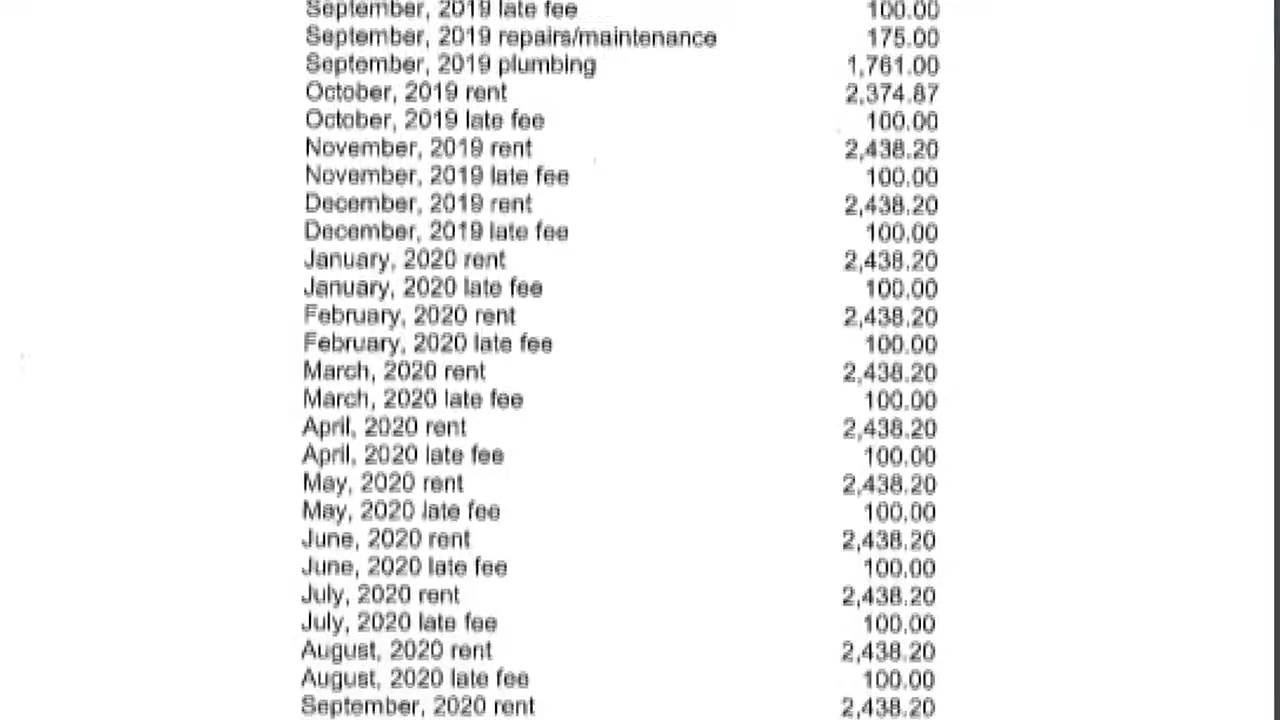 September, 2019 late fee 100.00
September, 2019 repairs/maintenance 175.00
September, 2019 plumbing 1,761.00
October, 2019 rent 2,374.87
October, 2019 late fee 100.00
November, 2019 rent 2,438.20
November, 2019 late fee 100.00
December, 2019 rent 2,438.20
December, 2019 late fee 100.00
January, 2020 rent 2,438.20
January, 2020 late fee 100.00
February, 2020 rent 2,438.20
February, 2020 late fee 100.00
March, 2020 rent 2,438.20
March, 2020 late fee 100.00
April, 2020 rent 2,438.20
April, 2020 late fee 100.00
May, 2020 rent 2,438.20
May, 2020 late fee 100.00
June, 2020 rent 2,438.20
June, 2020 late fee 100.00
July, 2020 rent 2,438.20
July, 2020 late fee 100.00
August, 2020 rent 2,438.20
August, 2020 late fee 100.00
September, 2020 rent 2,438.20